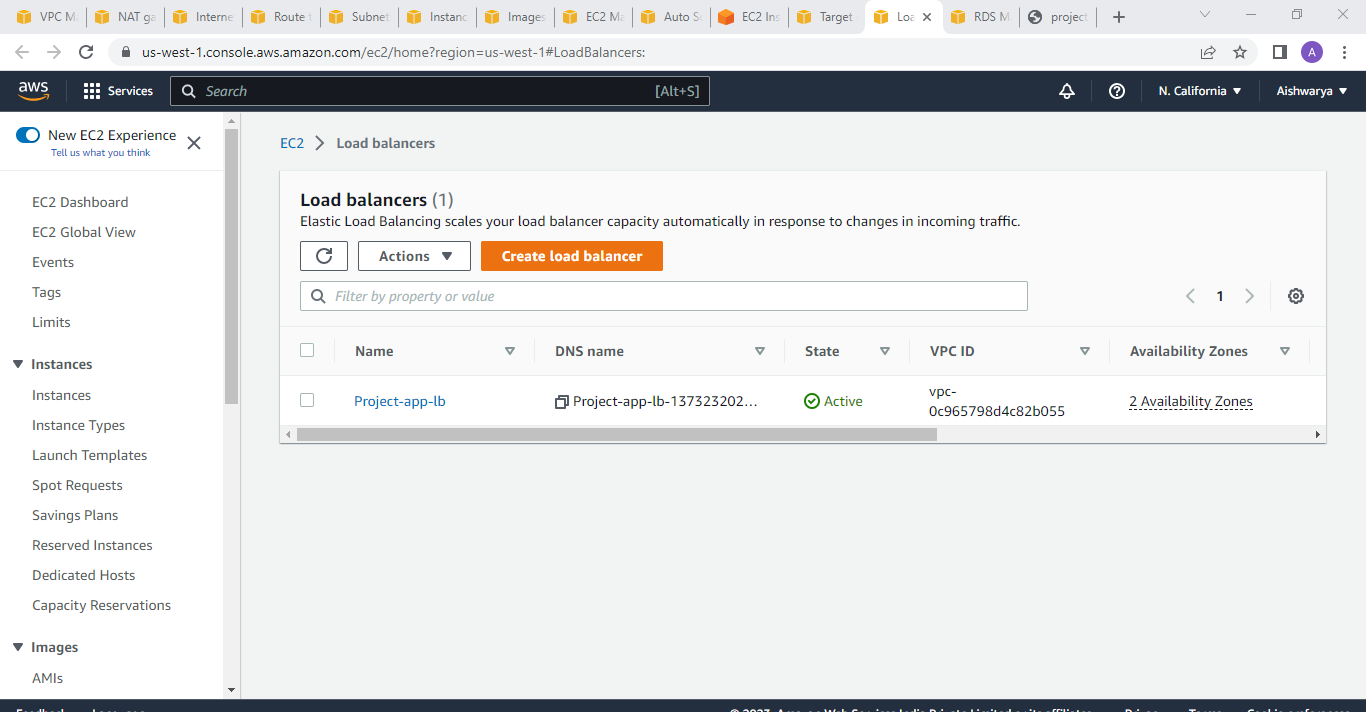 VPC M
NAT ga
Interne
Route t
Subnet
Instanc
Images
EC2 Ma
Auto S
EC2 Ins
Target
Loa
RDS M
project
us-west-1.console.aws.amazon.com/ec2/home?region=us-west-1#LoadBalancers:
A
aws
Services
Search
[Alt+S]
N. California
Aishwarya
New EC2 Experience
Tell us what you think
EC2 Dashboard
EC2 Global View
Events
Tags
Limits
Instances
Instances
Instance Types
Launch Templates
Spot Requests
Savings Plans
Reserved Instances
Dedicated Hosts
Capacity Reservations
Images
AMIs
EC2
Load balancers
Load balancers (1)
Elastic Load Balancing scales your load balancer capacity automatically in response to changes in incoming traffic.
Actions
Create load balancer
Filter by property or value
1
Name
DNS name
State
VPC ID
Availability Zones
Project-app-lb
Project-app-lb-137323202...
Active
vpc-
0c965798d4c82b055
2 Availability Zones